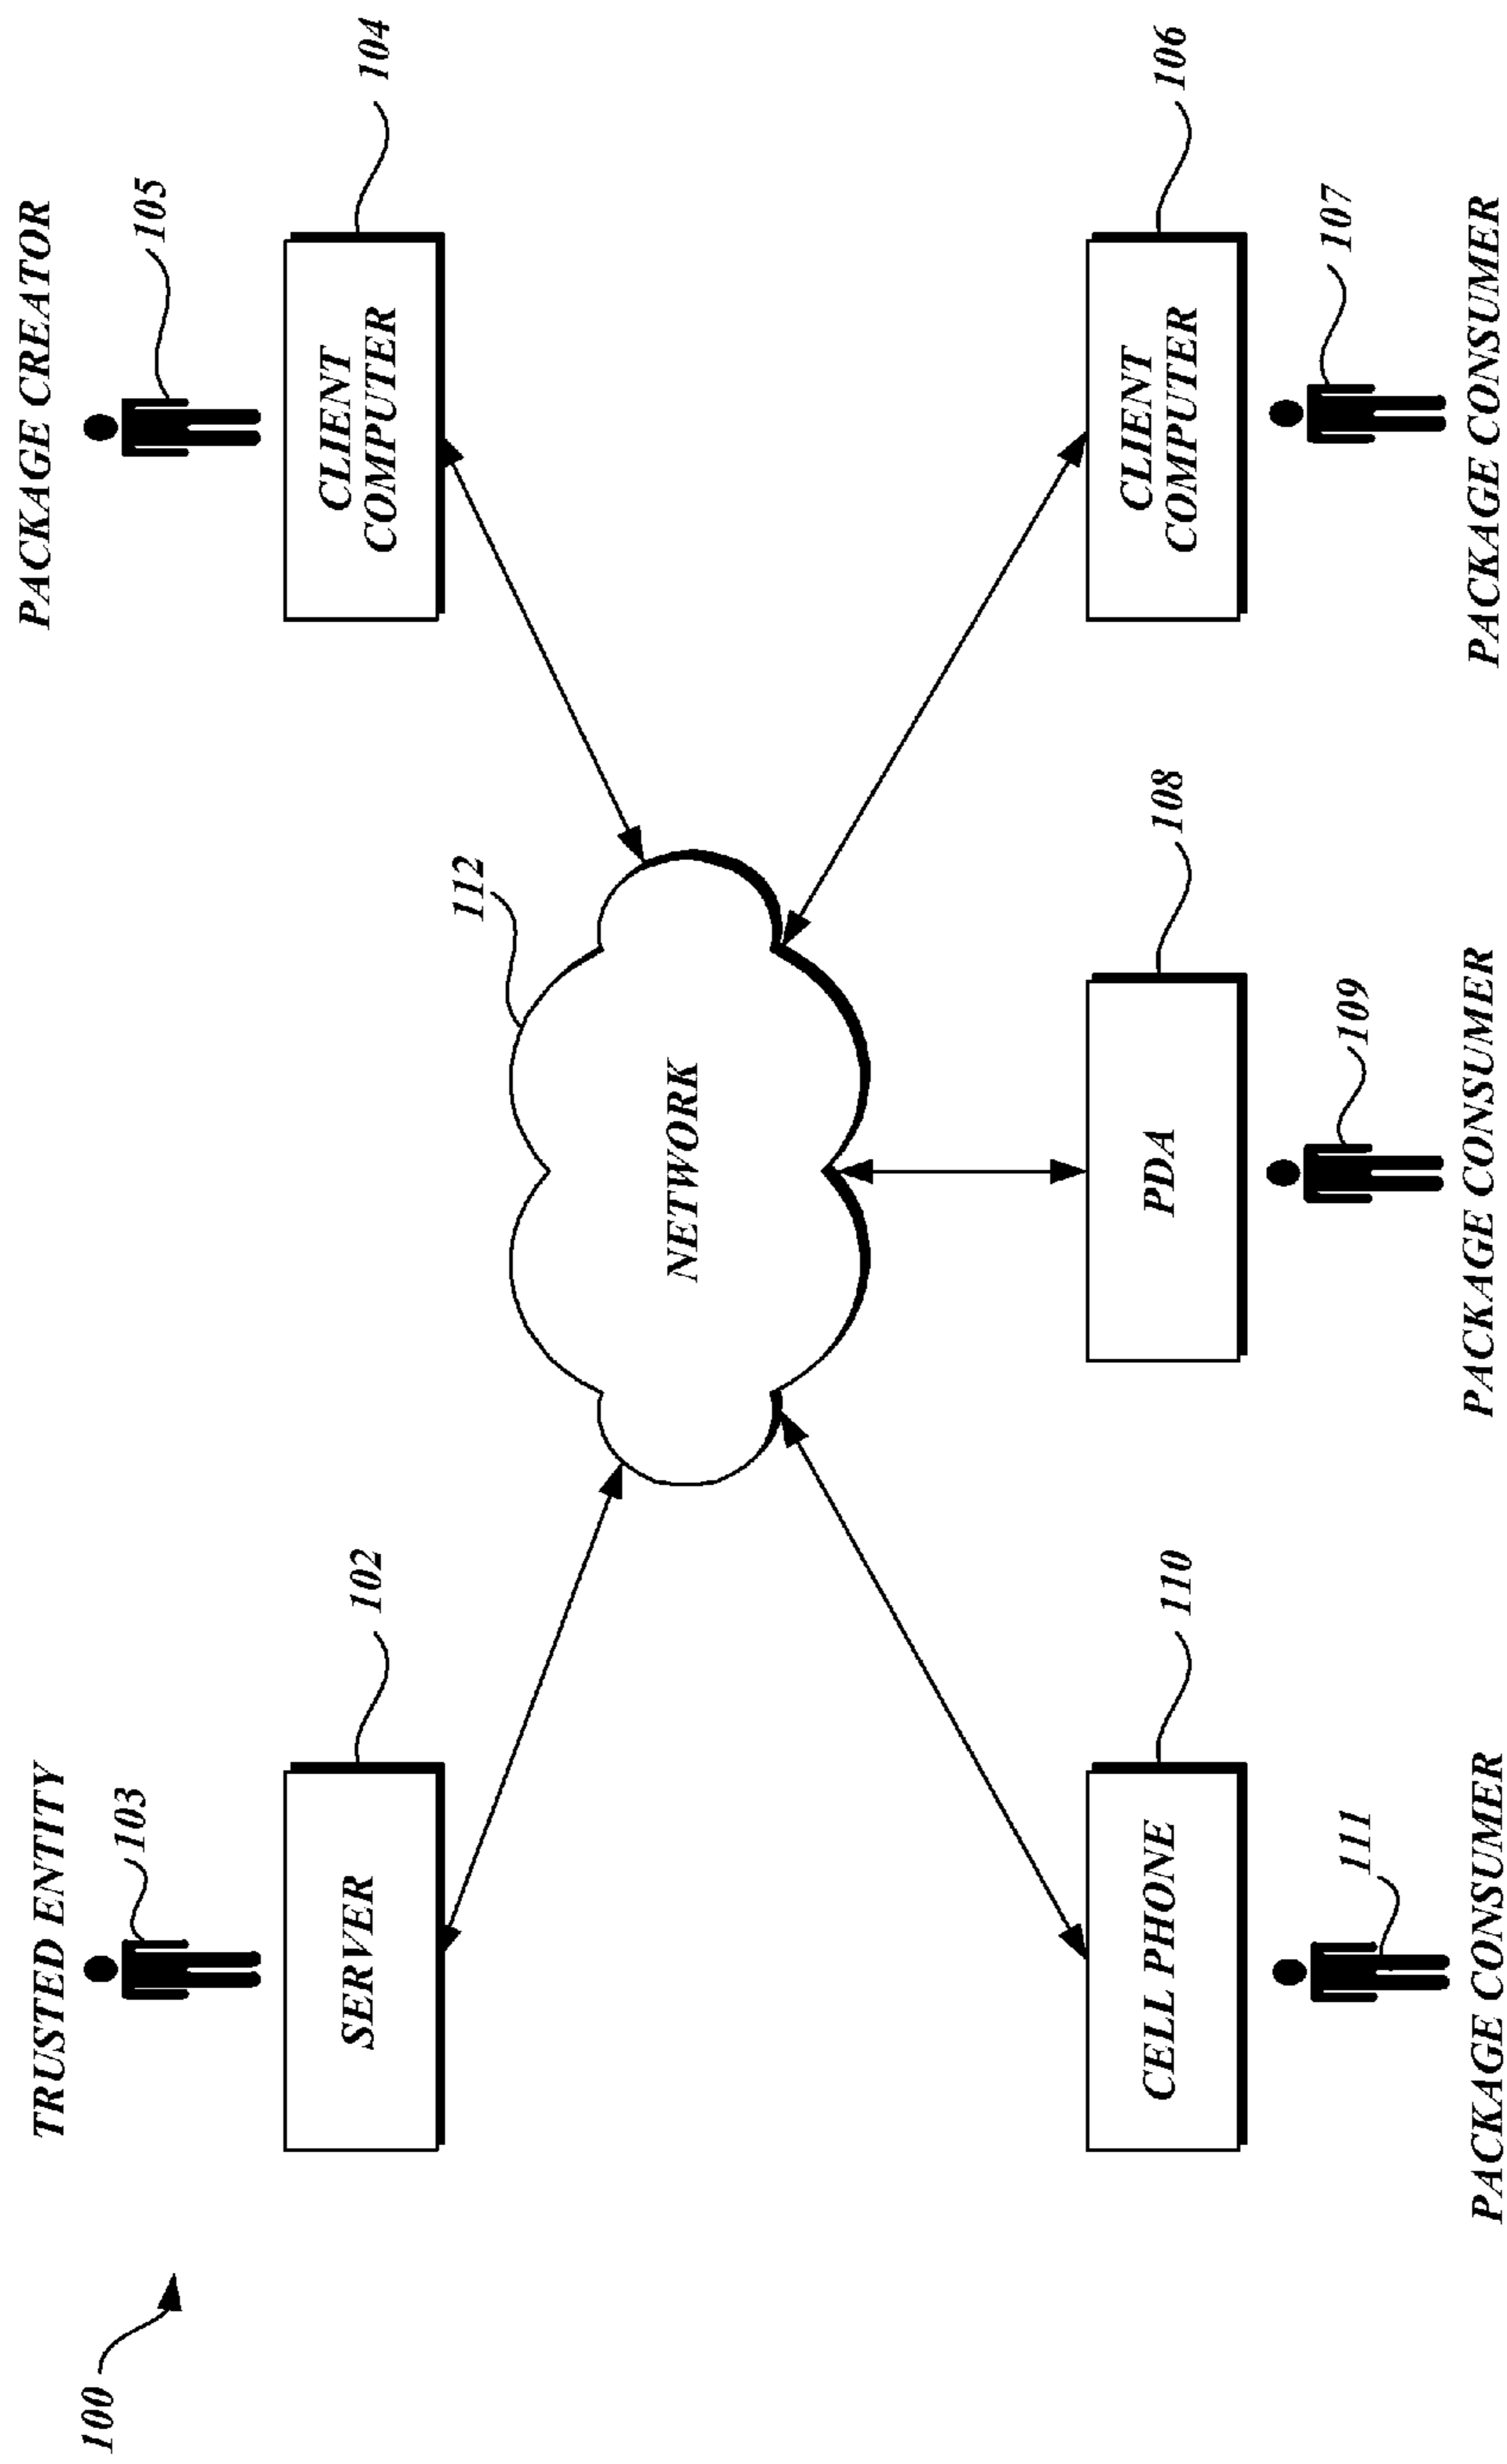 100
TRUSTED ENTITY
103
SERVER
102
PACKAGE CREATOR
105
CLIENT
COMPUTER
104
112
NETWORK
CELL PHONE
110
111
PACKAGE CONSUMER
PDA
108
109
PACKAGE CONSUMER
CLIENT
COMPUTER
106
107
PACKAGE CONSUMER